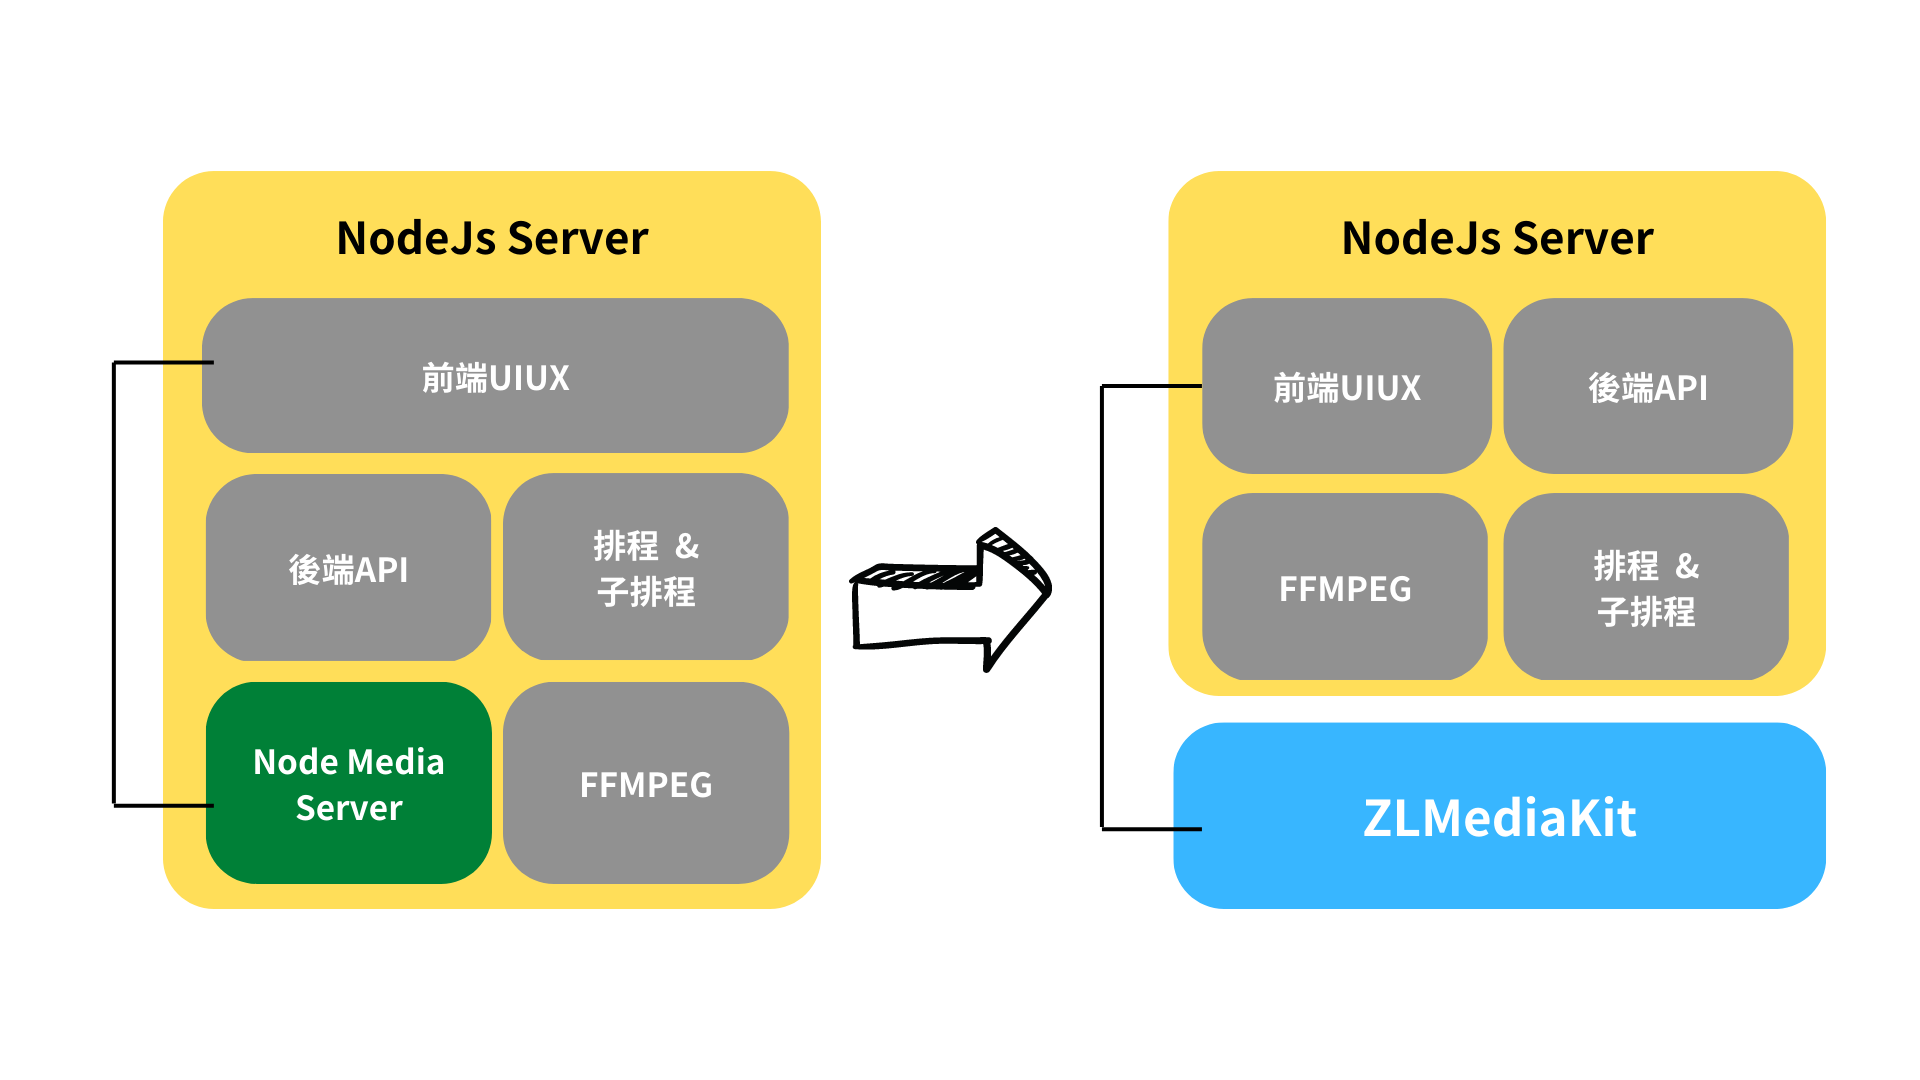 NodeJs Server
前端UIUX
後端API
排程 &
子排程
Node Media
Server
FFMPEG
NodeJs Server
前端UIUX
後端API
FFMPEG
排程 &
子排程
ZLMediaKit